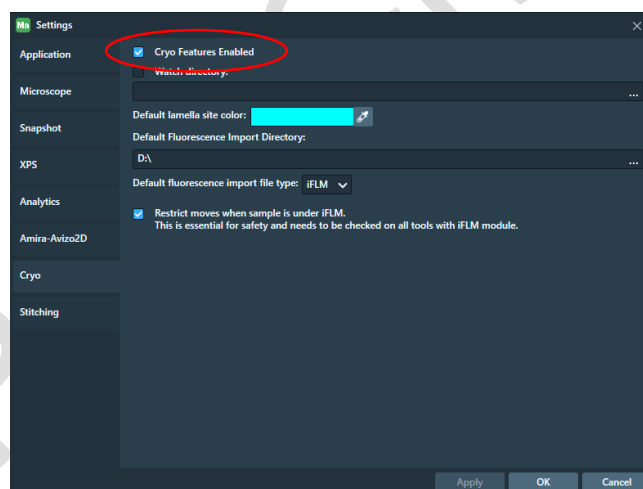 Ma Settings
Application
Microscope
Snapshot
XPS
Analytics
Amira-Avizo2D
Cryo
Stitching
Cryo Features Enabled
Watch directory:
...
Default lamella site color:
Default Fluorescence Import Directory:
D:\
...
Default fluorescence import file type: iFLM
Restrict moves when sample is under iFLM.
This is essential for safety and needs to be checked on all tools with iFLM module.
Apply OK Cancel